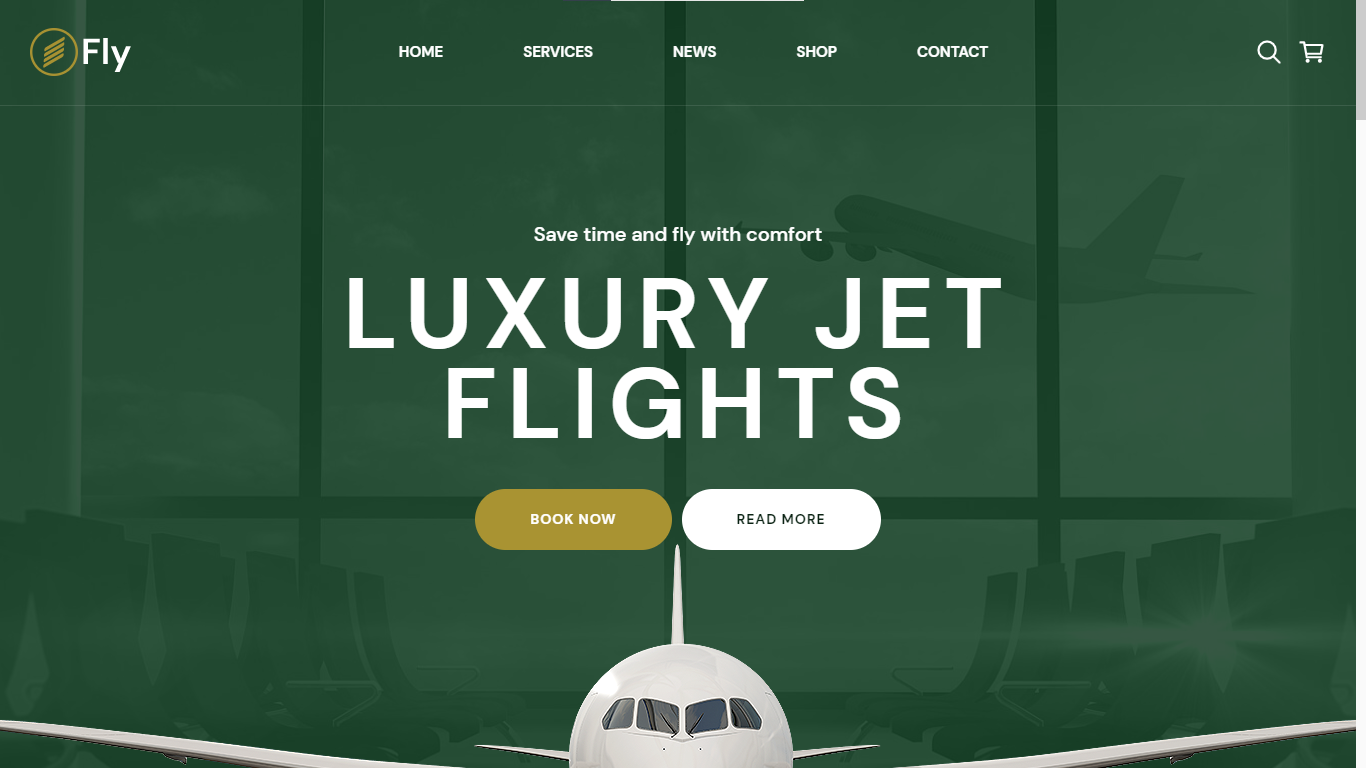 Fly
HOME
SERVICES
NEWS
SHOP
CONTACT
Save time and fly with comfort
LUXURY JET
FLIGHTS
BOOK NOW
READ MORE